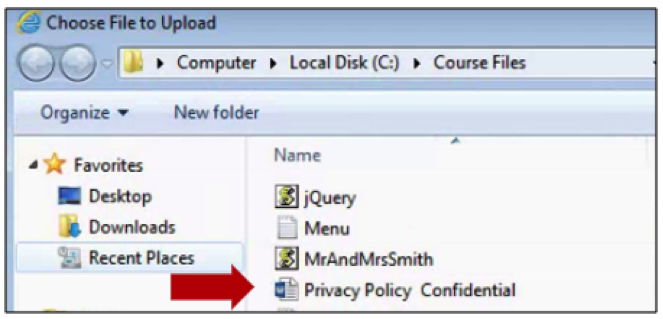 Choose File to Upload
Computer Local Disk (C:) Course Files
Organize New folder
Favorites
Desktop
Downloads
Recent Places
Name
jQuery
Menu
MrAndMrsSmith
Privacy Policy Confidential